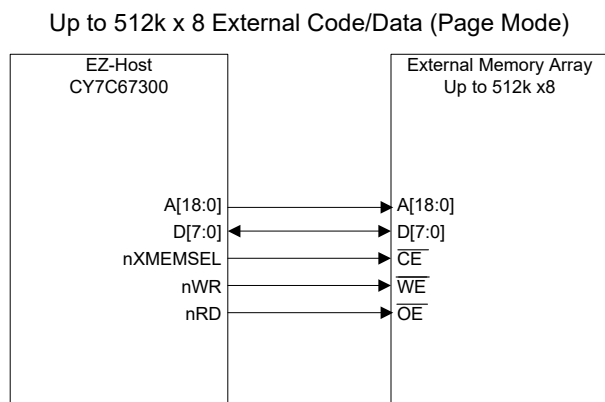 Up to 512k x 8 External Code/Data (Page Mode)
EZ-Host
CY7C67300
External Memory Array
Up to 512k x8
A[18:0]
A[18:0]
D[7:0]
D[7:0]
nXMEMSEL
CE
nWR
WE
nRD
OE